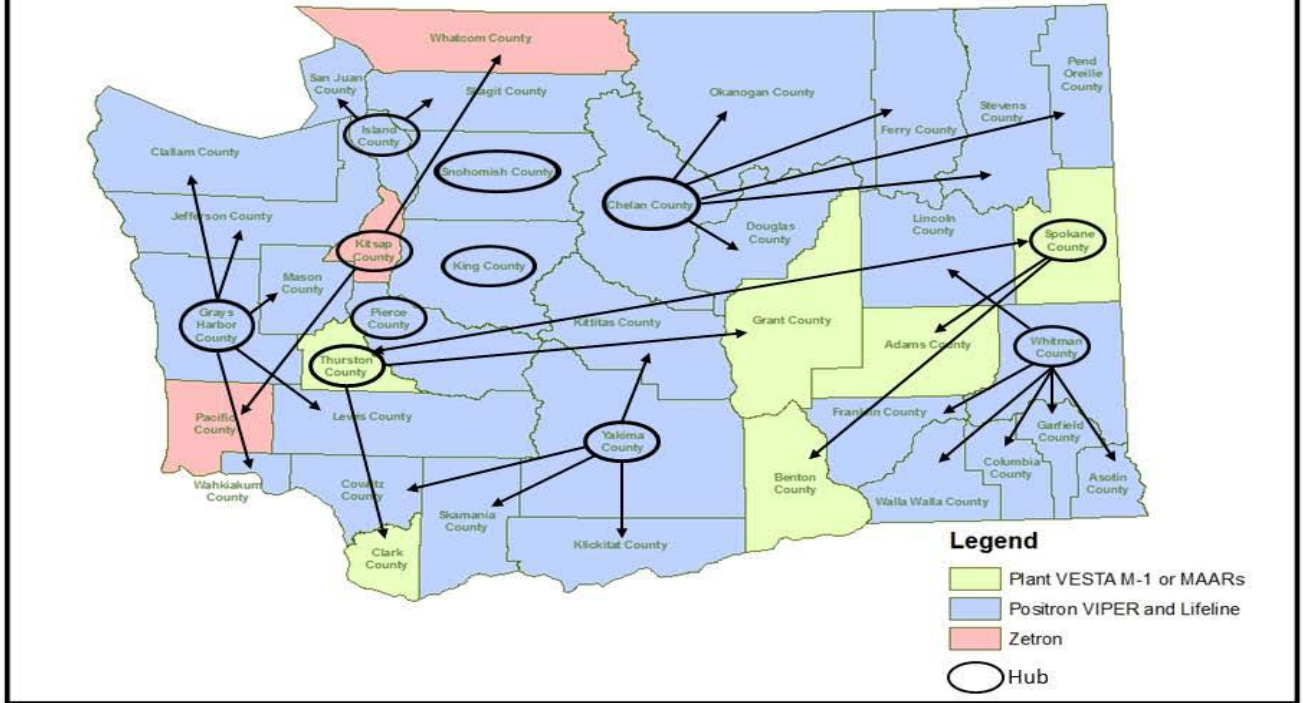 Whatcom County
San Juan
County
Skagit County
Okanogan County
Pend
Oreille
County
Stevens
County
Ferry County
Island
County
Clallam County
Snohomish County
Chelan County
Jefferson County
Douglas
County
Lincoln
County
Spokane
County
Kitsap
County
King County
Mason
County
Grays
Harbor
County
Pierce
County
Kittitas County
Grant County
Adams County
Whitman
County
Thurston
County
Pacific
County
Lewis County
Yakima
County
Franklin County
Garfield
County
Columbia
County
Asotin
County
Wahkiakum
County
Cowlitz
County
Skamania
County
Benton
County
Walla Walla County
Klickitat County
Clark
County
Legend
Plant VESTA M-1 or MAARs
Positron VIPER and Lifeline
Zetron
Hub